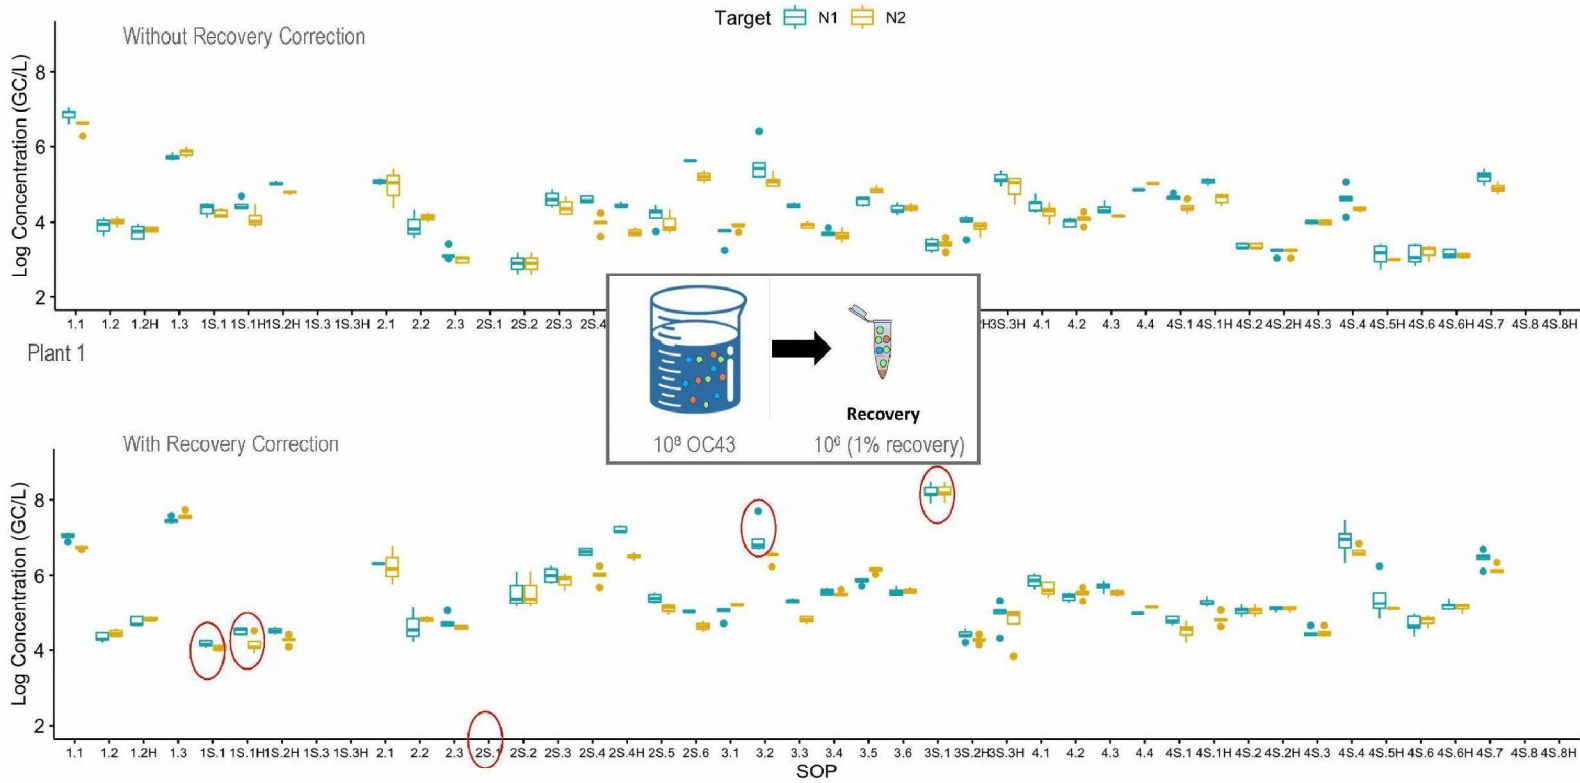 Target N1 N2
Without Recovery Correction
Log Concentration (GC/L)
8
6
4
2
1.1 1.2 1.2H 1.3 1S.1 1S.1H 1S.2H 1S.3 1S.3H 2.1 2.2 2.3 2S.1 2S.2 2S.3 2S.4 3S.3H 4.1 4.2 4.3 4.4 4S.1 4S.1H 4S.2 4S.2H 4S.3 4S.4 4S.5H 4S.6 4S.6H 4S.7 4S.8 4S.8H
Plant 1
Recovery
10⁸ OC43 10⁶ (1% recovery)
With Recovery Correction
Log Concentration (GC/L)
8
6
4
2
1.1 1.2 1.2H 1.3 1S.1 1S.1H 1S.2H 1S.3 1S.3H 2.1 2.2 2.3 2S.1 2S.2 2S.3 2S.4 2S.4H 2S.5 2S.6 3.1 3.2 3.3 3.4 3.5 3.6 3S.1 3S.2H 3S.3H 4.1 4.2 4.3 4.4 4S.1 4S.1H 4S.2 4S.2H 4S.3 4S.4 4S.5H 4S.6 4S.6H 4S.7 4S.8 4S.8H
SOP